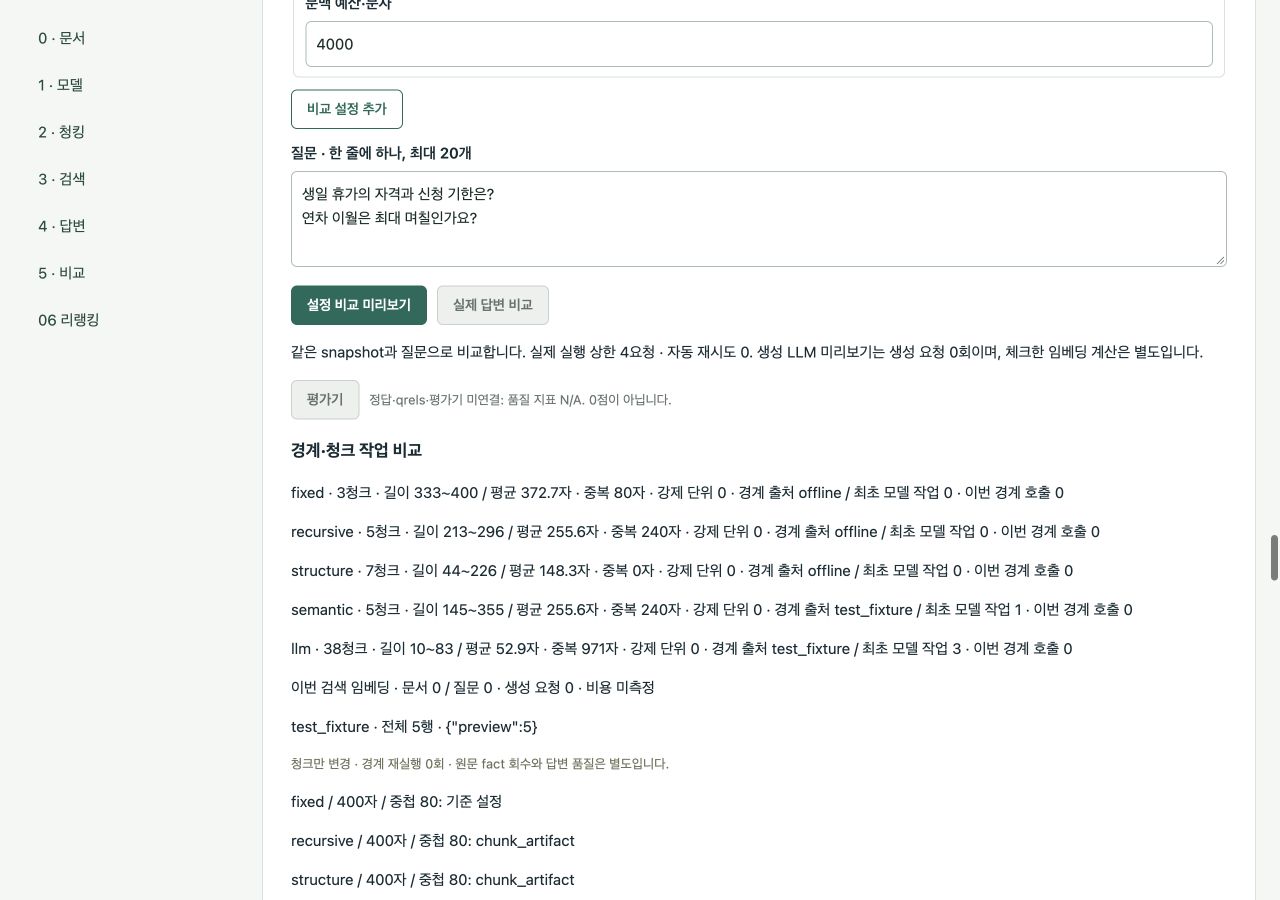 문맥 예산·문자
0 · 문서
4000
1 · 모델
비교 설정 추가
2 · 청킹
질문 · 한 줄에 하나, 최대 20개
3 · 검색
생일 휴가의 자격과 신청 기한은?
연차 이월은 최대 며칠인가요?
4 · 답변
5 · 비교
06 리랭킹
설정 비교 미리보기
실제 답변 비교
같은 snapshot과 질문으로 비교합니다. 실제 실행 상한 4요청 · 자동 재시도 0. 생성 LLM 미리보기는 생성 요청 0회이며, 체크한 임베딩 계산은 별도입니다.
평가기
정답·qrels·평가기 미연결: 품질 지표 N/A. 0점이 아닙니다.
경계·청크 작업 비교
fixed · 3청크 · 길이 333~400 / 평균 372.7자 · 중복 80자 · 강제 단위 0 · 경계 출처 offline / 최초 모델 작업 0 · 이번 경계 호출 0
recursive · 5청크 · 길이 213~296 / 평균 255.6자 · 중복 240자 · 강제 단위 0 · 경계 출처 offline / 최초 모델 작업 0 · 이번 경계 호출 0
structure · 7청크 · 길이 44~226 / 평균 148.3자 · 중복 0자 · 강제 단위 0 · 경계 출처 offline / 최초 모델 작업 0 · 이번 경계 호출 0
semantic · 5청크 · 길이 145~355 / 평균 255.6자 · 중복 240자 · 강제 단위 0 · 경계 출처 test_fixture / 최초 모델 작업 1 · 이번 경계 호출 0
llm · 38청크 · 길이 10~83 / 평균 52.9자 · 중복 971자 · 강제 단위 0 · 경계 출처 test_fixture / 최초 모델 작업 3 · 이번 경계 호출 0
이번 검색 임베딩 · 문서 0 / 질문 0 · 생성 요청 0 · 비용 미측정
test_fixture · 전체 5행 · {"preview":5}
청크만 변경 · 경계 재실행 0회 · 원문 fact 회수와 답변 품질은 별도입니다.
fixed / 400자 / 중첩 80: 기준 설정
recursive / 400자 / 중첩 80: chunk_artifact
structure / 400자 / 중첩 80: chunk_artifact